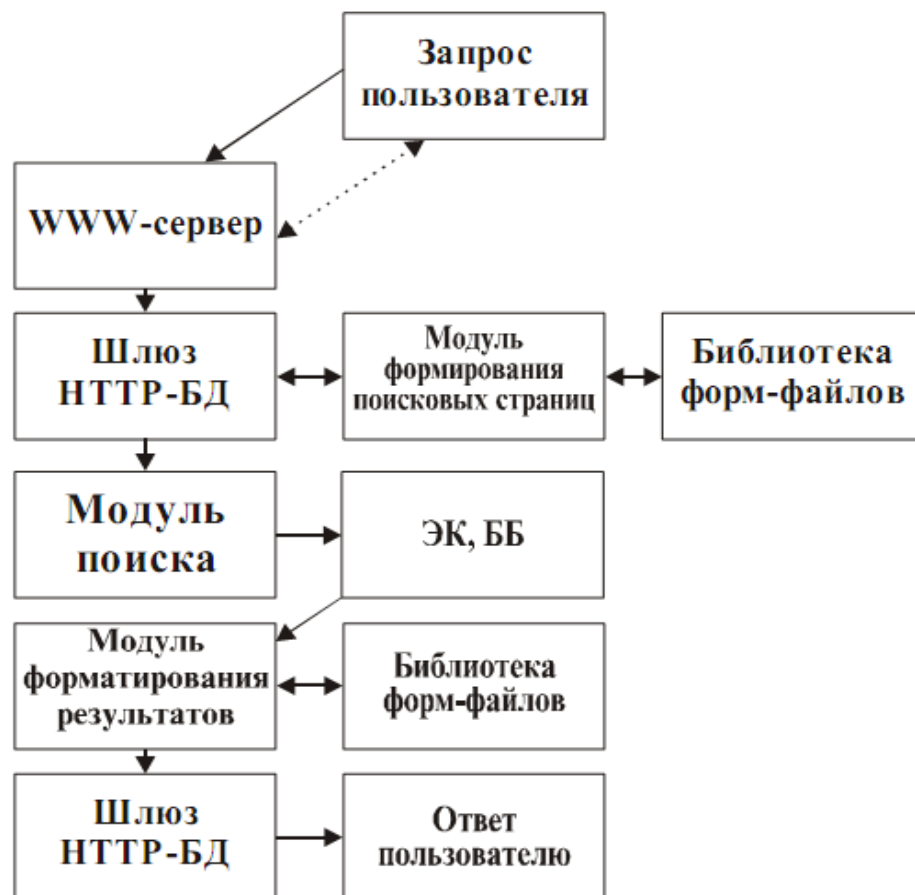 Запрос
пользователя
WWW-сервер
Шлюз
HTTP-БД
Модуль
формирования
поисковых страниц
Библиотека
форм-файлов
Модуль
поиска
ЭК, ББ
Модуль
форматирования
результатов
Библиотека
форм-файлов
Шлюз
HTTP-БД
Ответ
пользователю